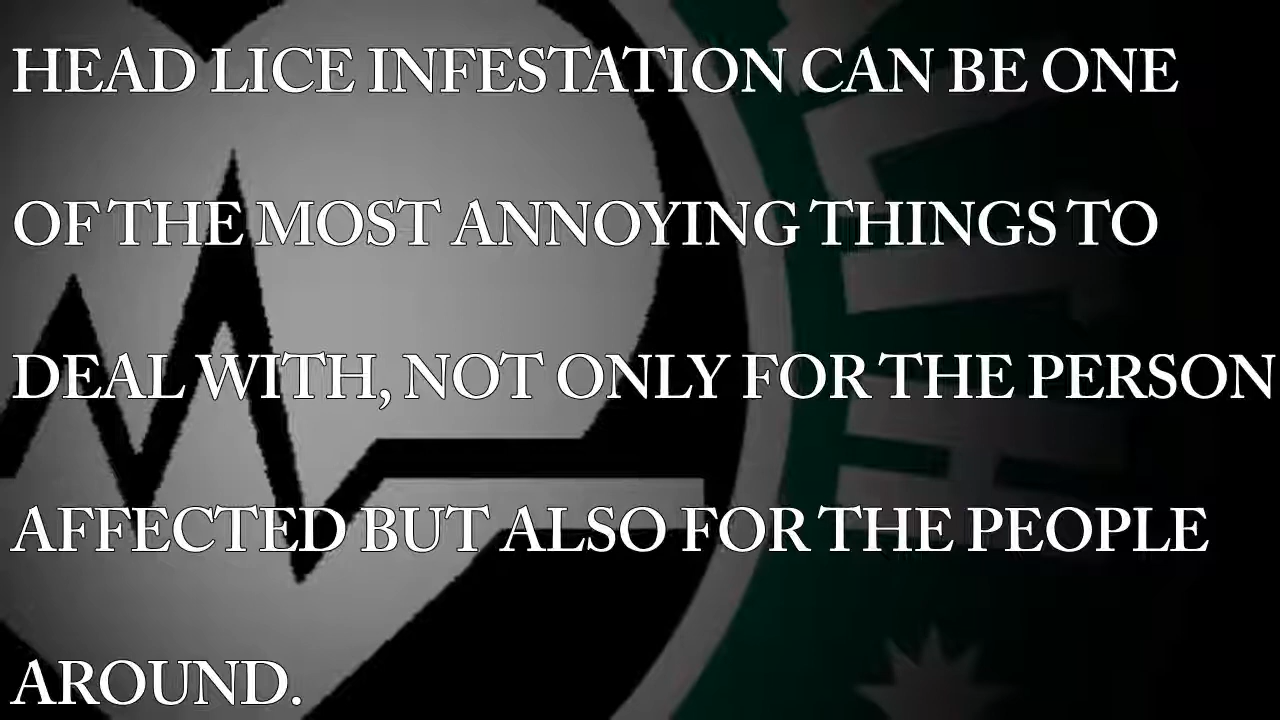 HEAD LICE INFESTATION CAN BE ONE
OF THE MOST ANNOYING THINGS TO
DEAL WITH, NOT ONLY FOR THE PERSON
AFFECTED BUT ALSO FOR THE PEOPLE
AROUND.